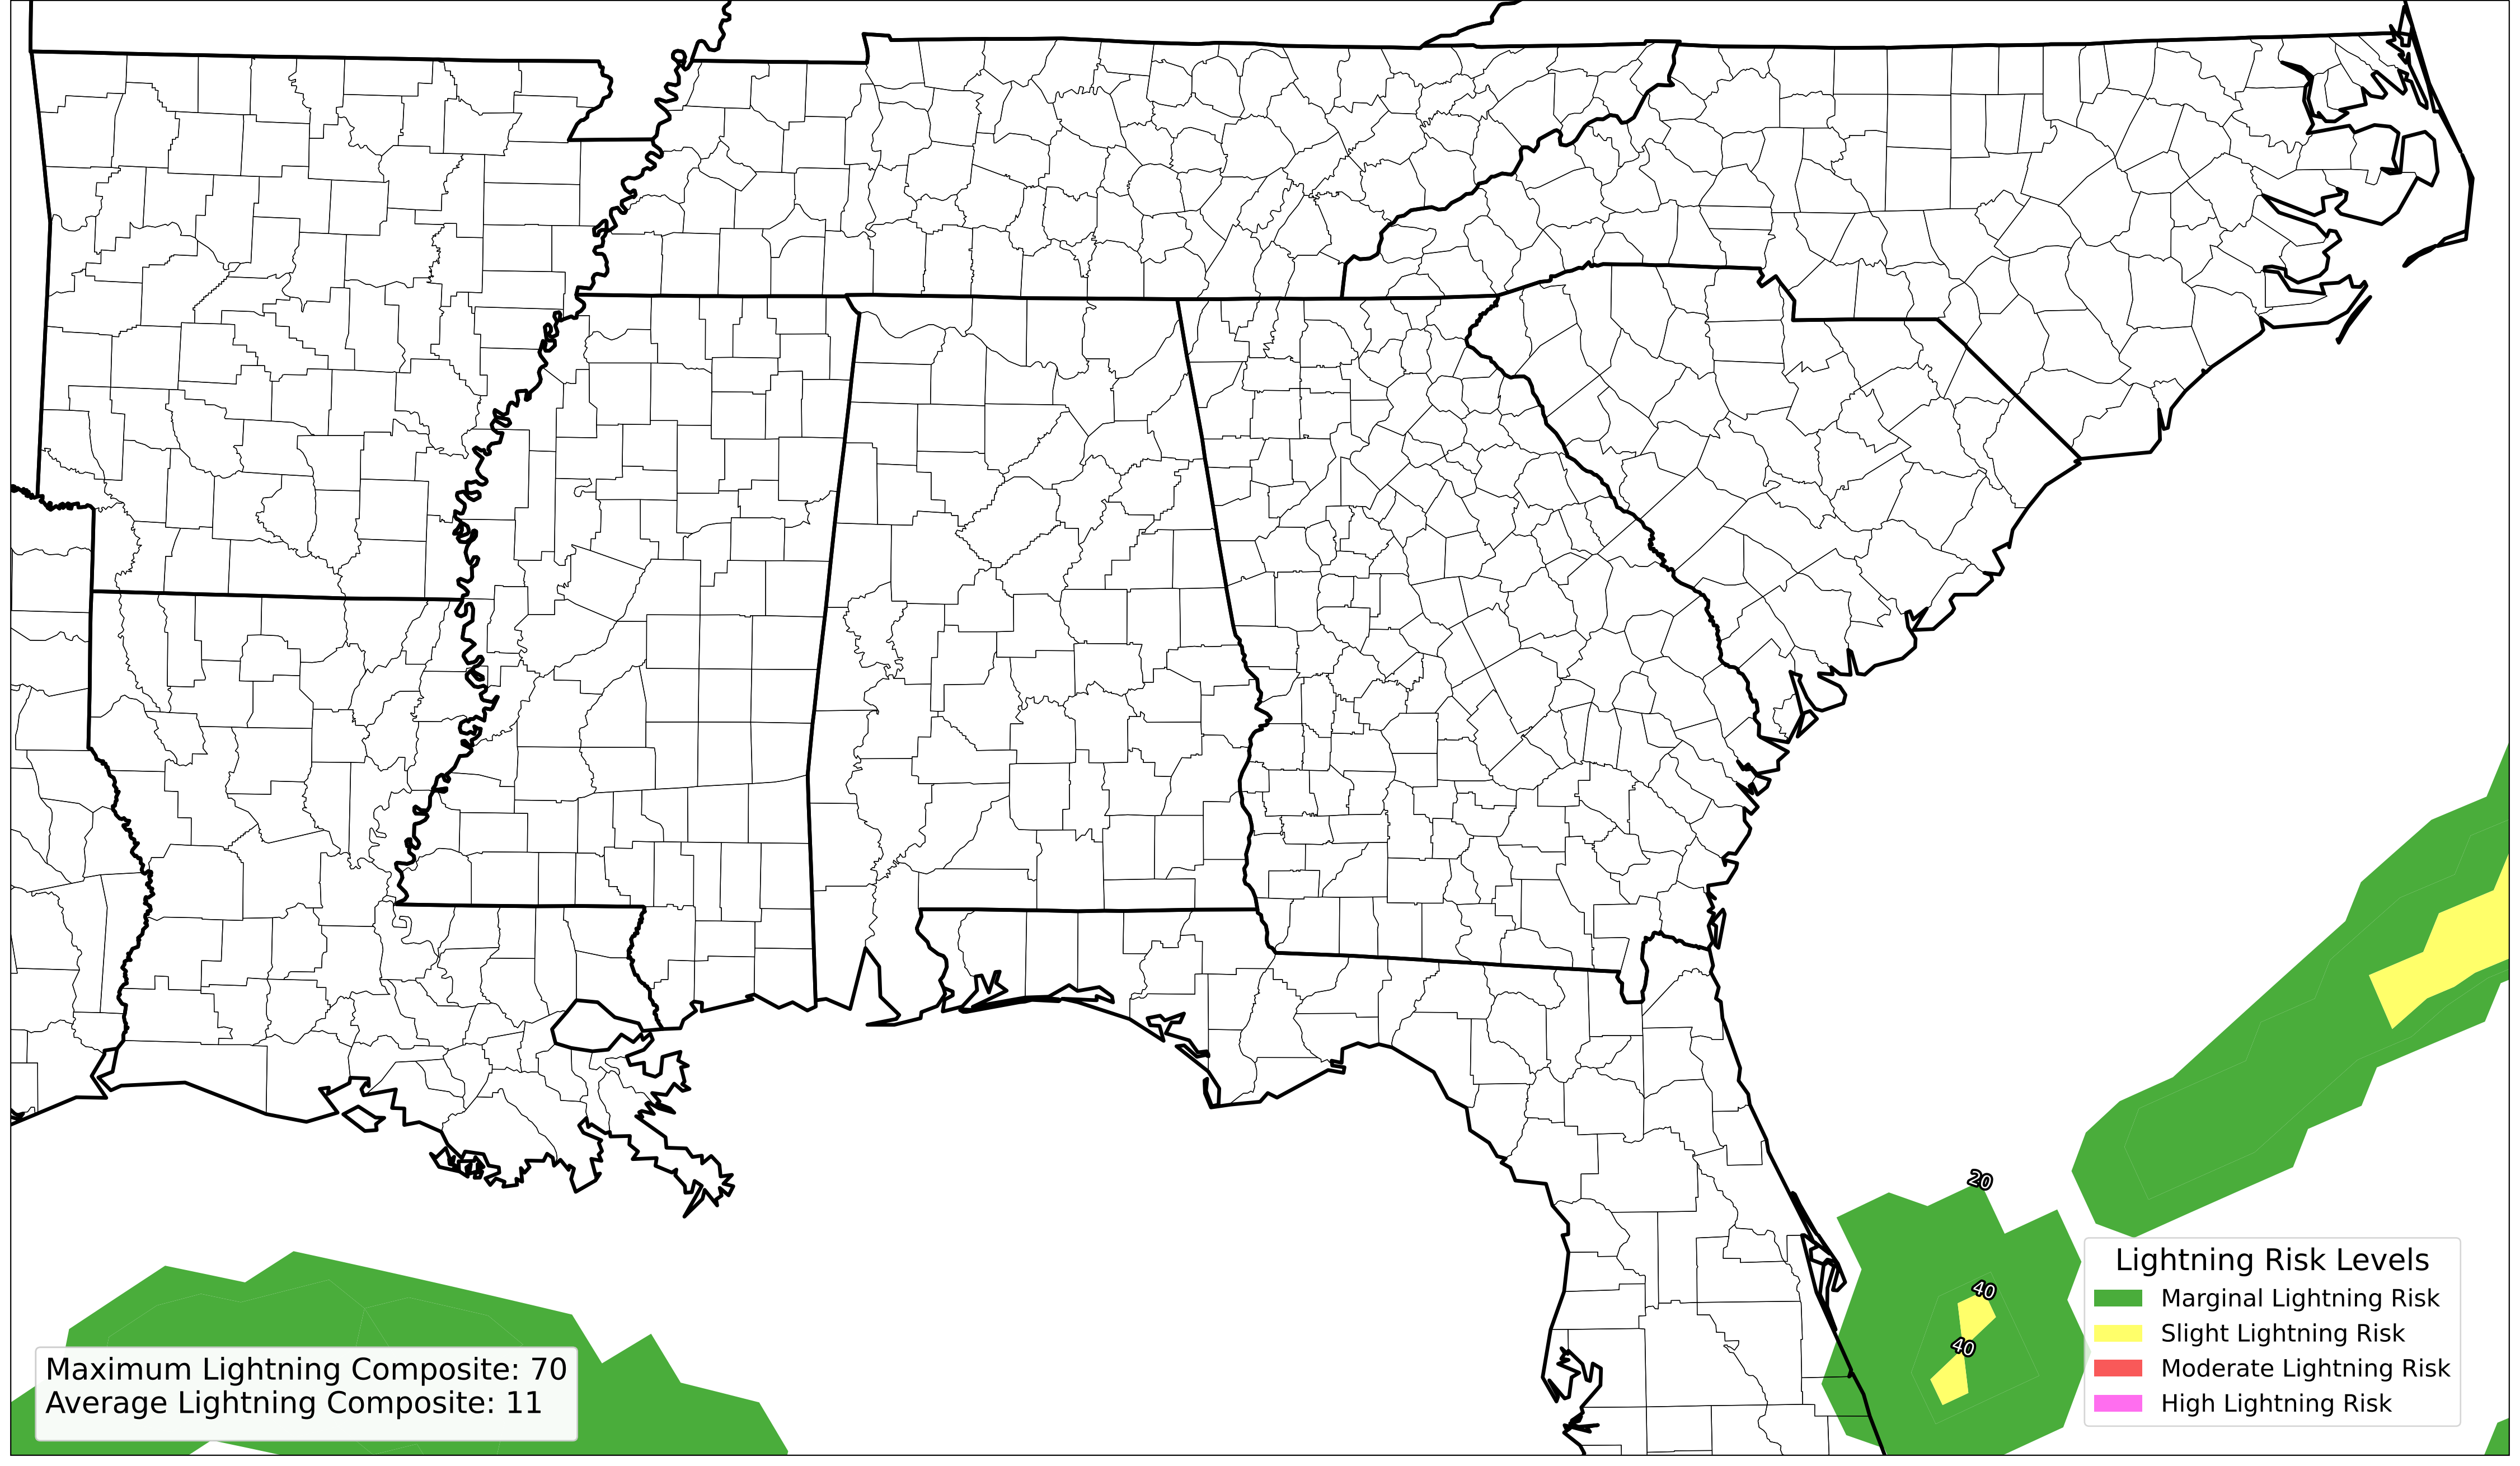 20
40
40
Maximum Lightning Composite: 70
Average Lightning Composite: 11
Lightning Risk Levels
Marginal Lightning Risk
Slight Lightning Risk
Moderate Lightning Risk
High Lightning Risk